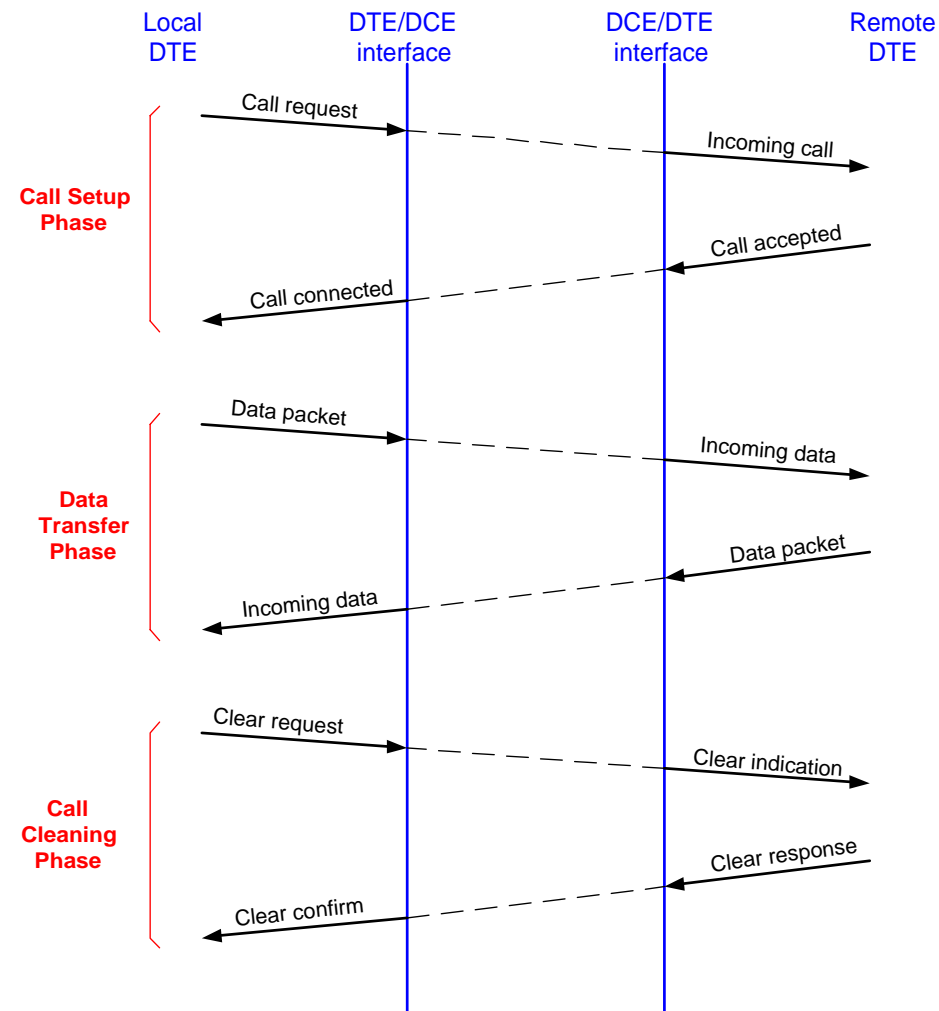 Local
DTE
DTE/DCE
interface
DCE/DTE
interface
Remote
DTE
Call Setup
Phase
Call request
Incoming call
Call accepted
Call connected
Data
Transfer
Phase
Data packet
Incoming data
Data packet
Incoming data
Call
Cleaning
Phase
Clear request
Clear indication
Clear response
Clear confirm